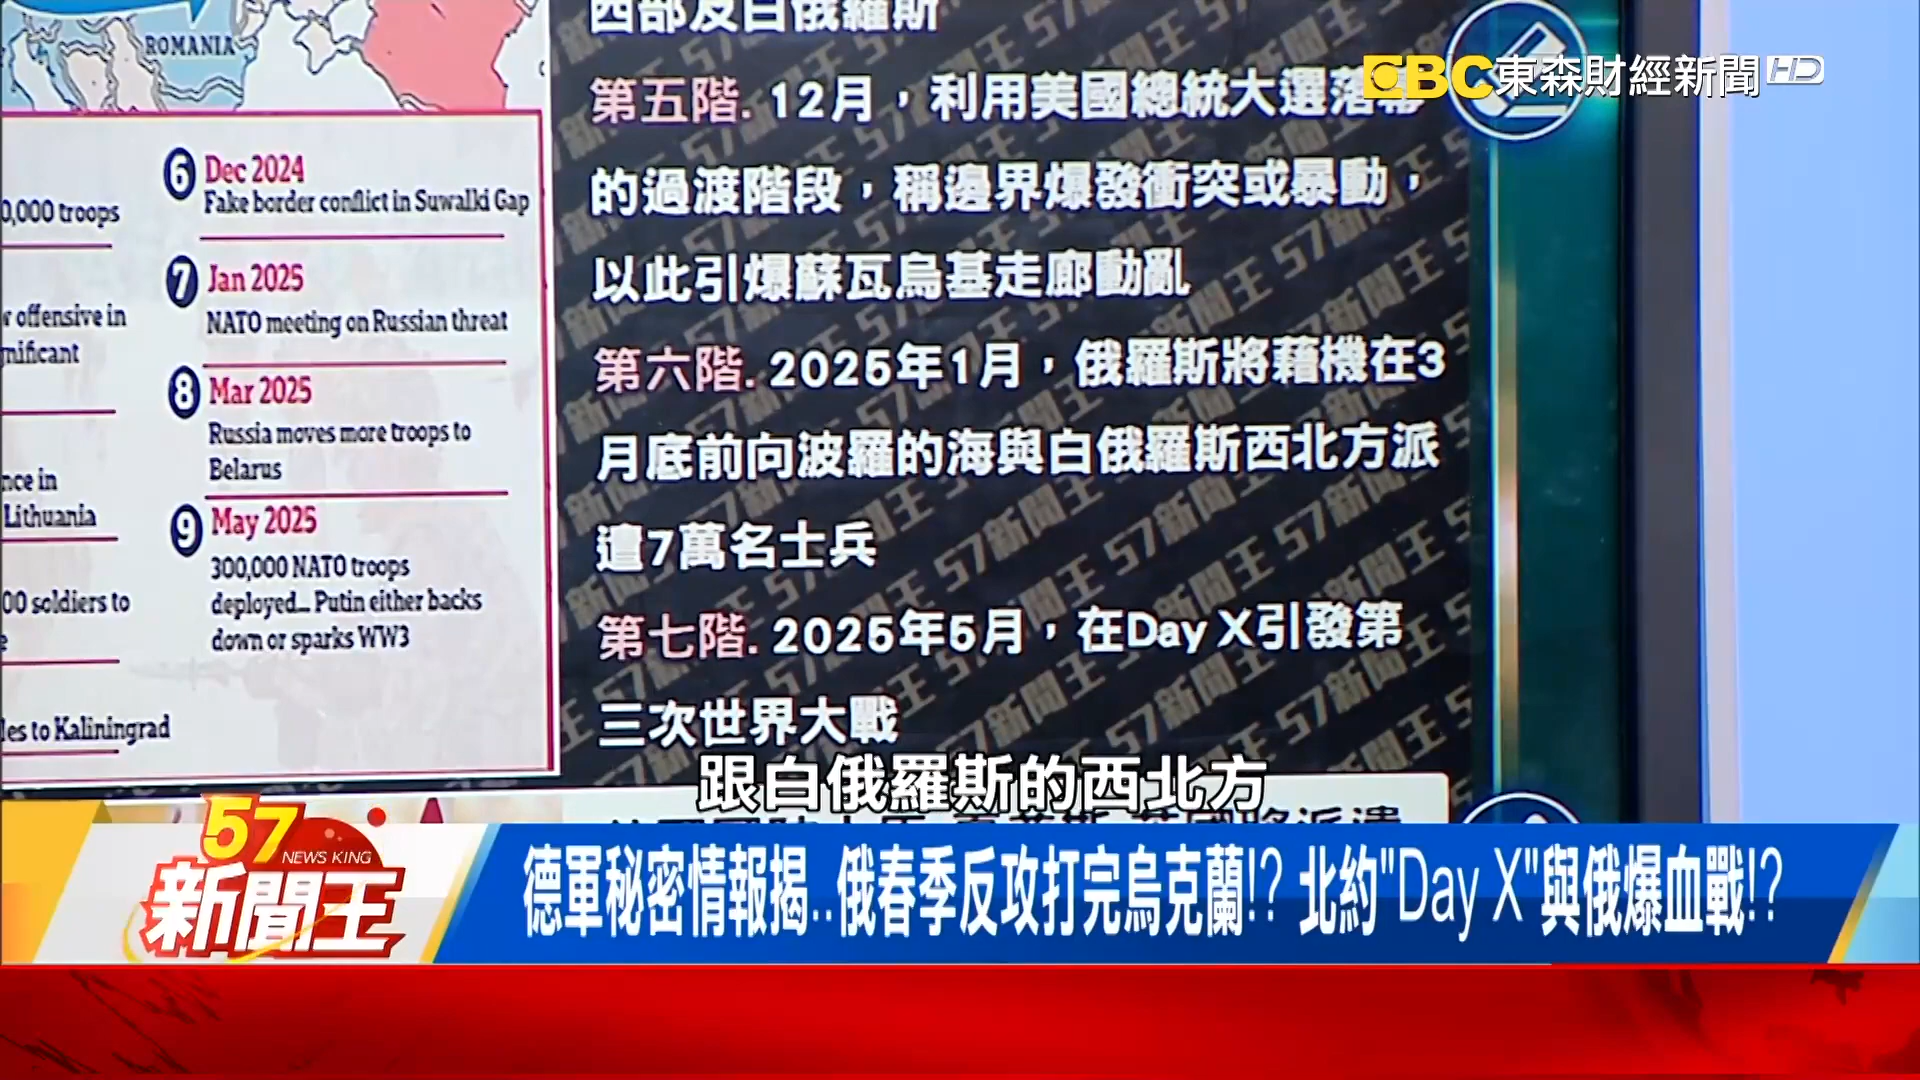 ROMANIA
0,000 troops
r offensive in
nificant
nce in
Lithuania
00 soldiers to
e
les to Kaliningrad
6 Dec 2024
Fake border conflict in Suwalki Gap
7 Jan 2025
NATO meeting on Russian threat
8 Mar 2025
Russia moves more troops to
Belarus
9 May 2025
300,000 NATO troops
deployed... Putin either backs
down or sparks WW3
西部及白俄羅斯
第五階. 12月，利用美國總統大選落幕
的過渡階段，稱邊界爆發衝突或暴動，
以此引爆蘇瓦烏基走廊動亂
第六階. 2025年1月，俄羅斯將藉機在3
月底前向波羅的海與白俄羅斯西北方派
遣7萬名士兵
第七階. 2025年5月，在Day X引發第
三次世界大戰
EBC東森財經新聞HD
跟白俄羅斯的西北方
57
NEWS KING
新聞王
德軍秘密情報揭..俄春季反攻打完烏克蘭!? 北約"Day X"與俄爆血戰!?